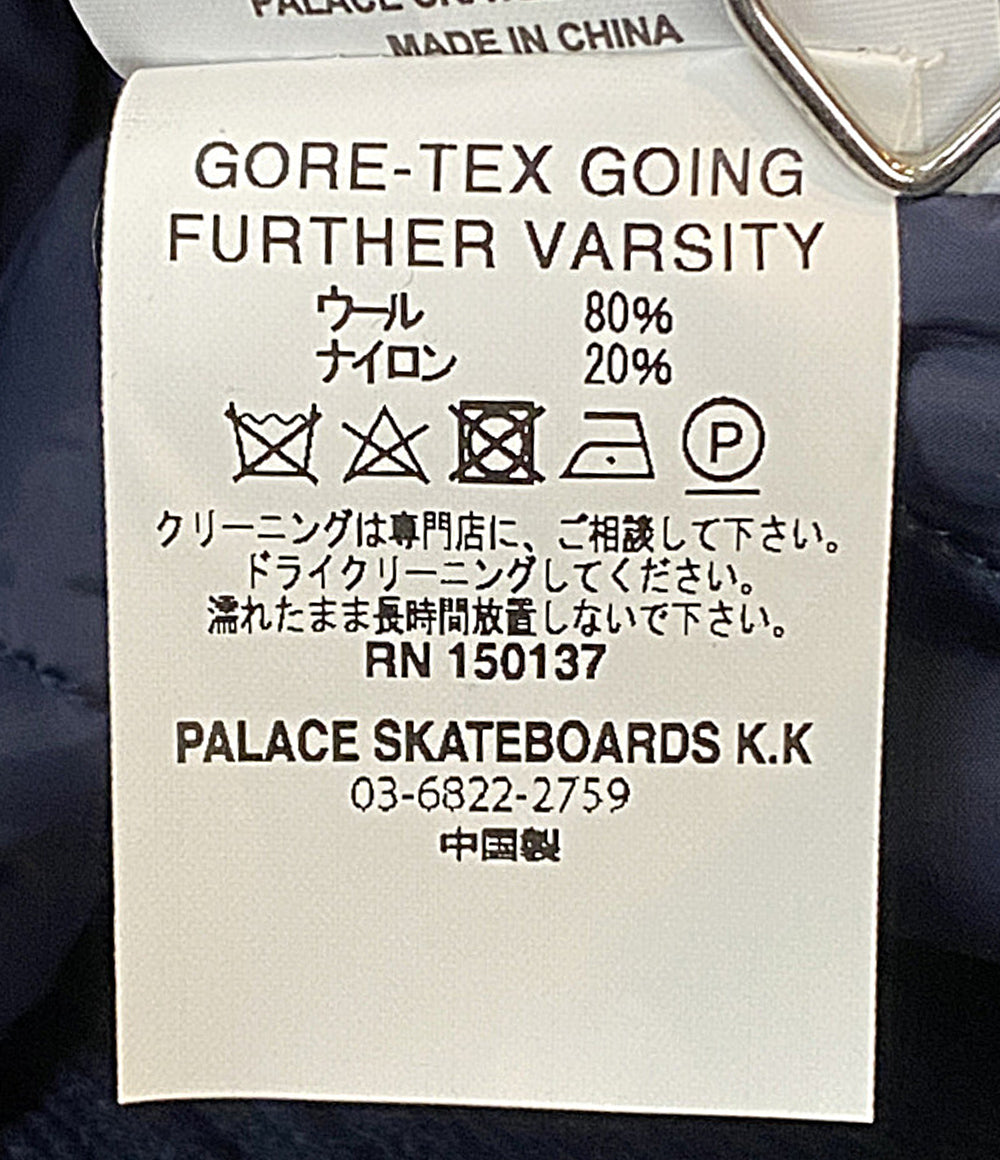 PALACE
MADE IN CHINA
GORE-TEX GOING
FURTHER VARSITY
ウール 80%
ナイロン 20%
P
クリーニングは専門店に、ご相談して下さい。
ドライクリーニングしてください。
濡れたまま長時間放置しないで下さい。
RN 150137
PALACE SKATEBOARDS K.K
03-6822-2759
中国製